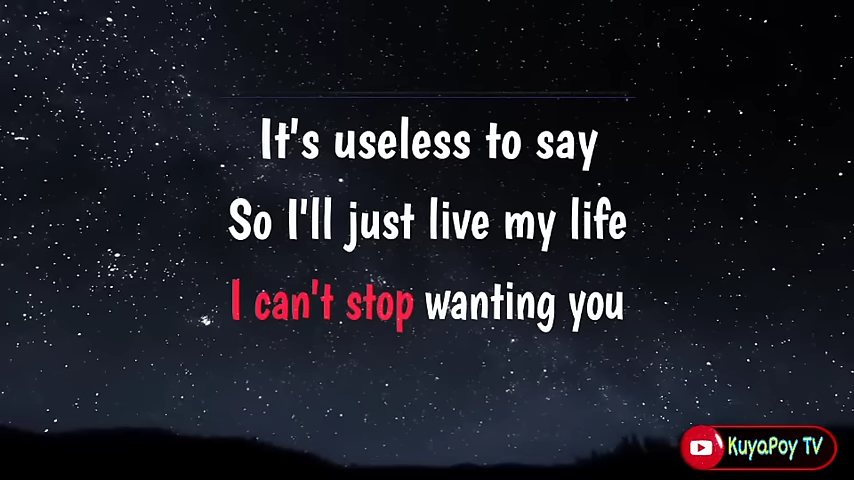 It's useless to say
So I'll just live my life
I can't stop wanting you
KuyaPoy TV